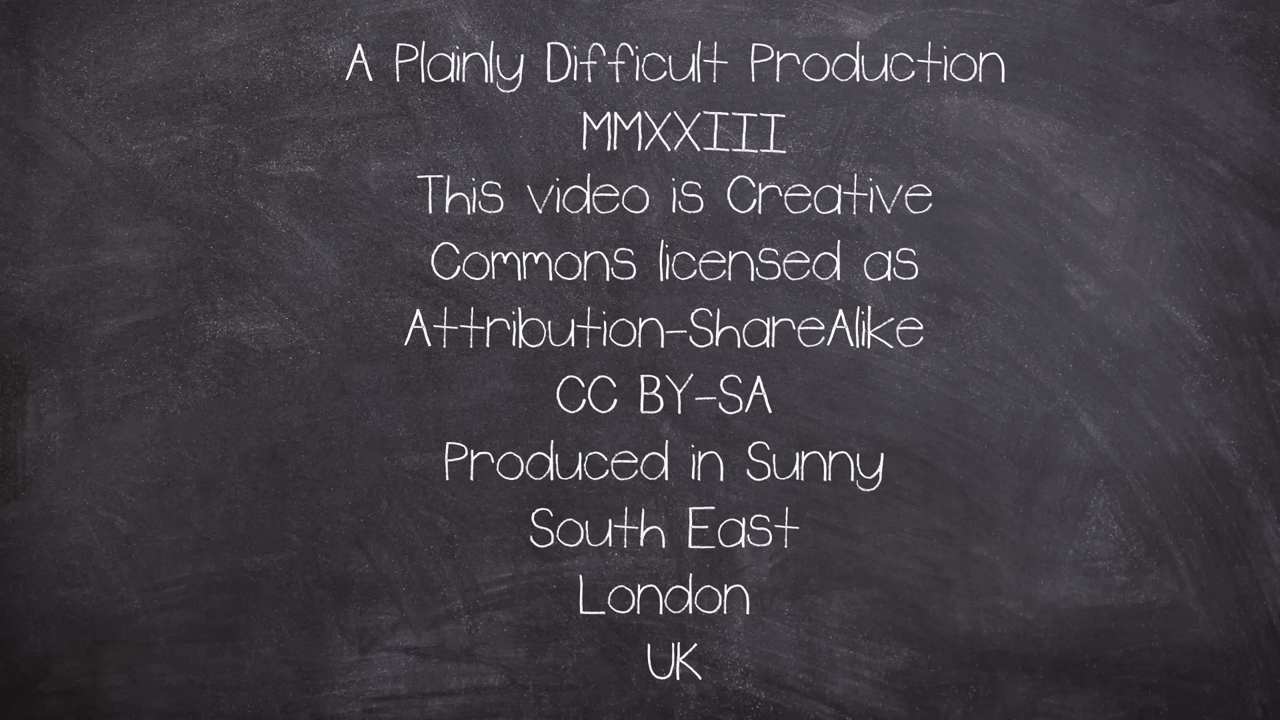 A Plainly Difficult Production
MMXXIII
This video is Creative
Commons licensed as
Attribution-ShareAlike
CC BY-SA
Produced in Sunny
South East
London
UK